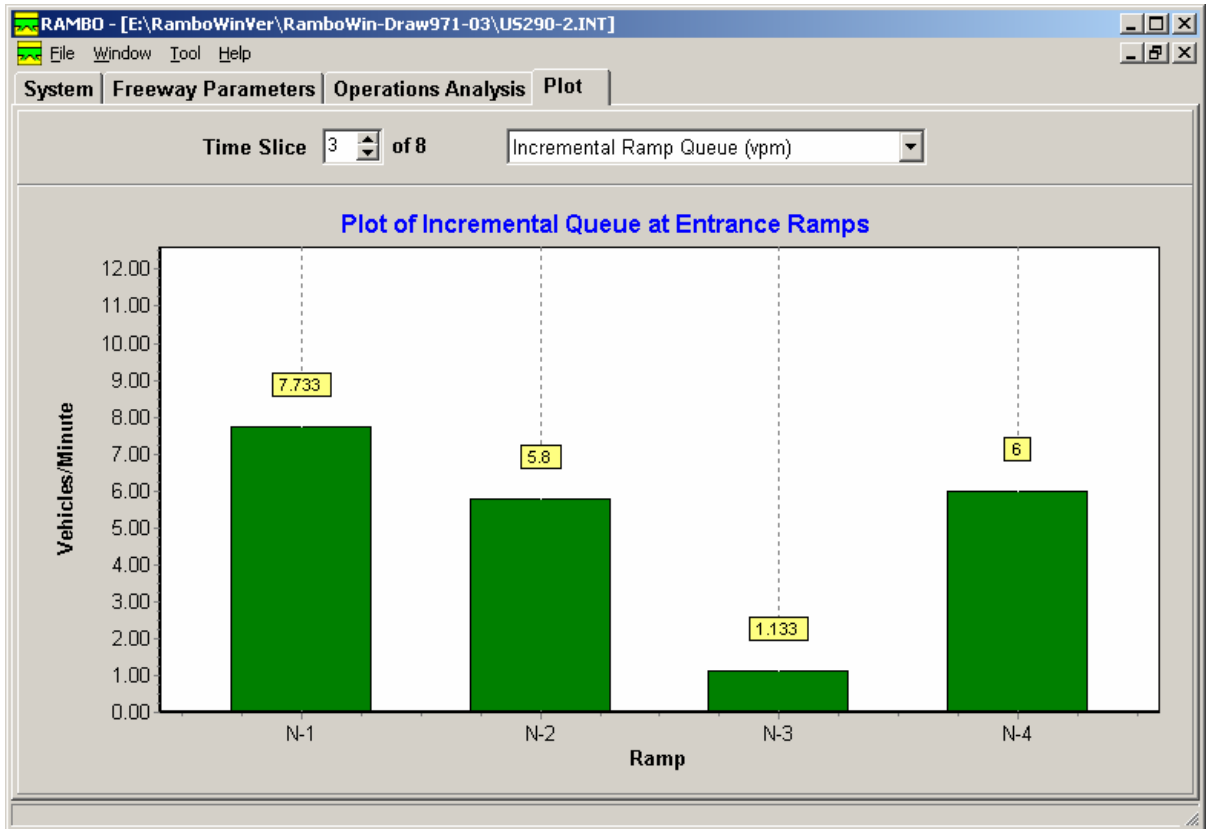 RAMBO - [E:\RamboWinVer\RamboWin-Draw971-03\US290-2.INT]
File Window Tool Help
System Freeway Parameters Operations Analysis Plot
Time Slice 3 of 8 Incremental Ramp Queue (vpm)
Plot of Incremental Queue at Entrance Ramps
12.00
11.00
10.00
9.00
8.00
7.00
6.00
5.00
4.00
3.00
2.00
1.00
0.00
Vehicles/Minute
7.733
5.8
1.133
6
N-1 N-2 N-3 N-4
Ramp